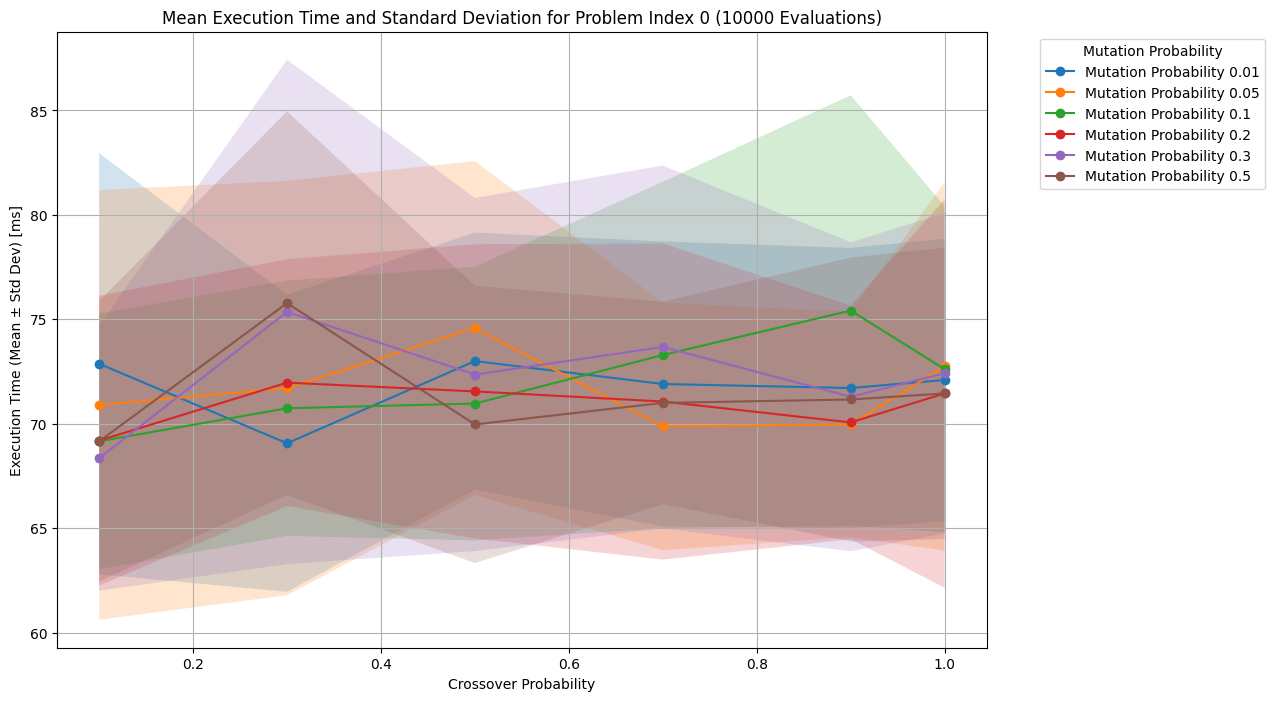 Mean Execution Time and Standard Deviation for Problem Index 0 (10000 Evaluations)
Execution Time (Mean ± Std Dev) [ms]
85
80
75
70
65
60
0.2
0.4
0.6
0.8
1.0
Crossover Probability
Mutation Probability
Mutation Probability 0.01
Mutation Probability 0.05
Mutation Probability 0.1
Mutation Probability 0.2
Mutation Probability 0.3
Mutation Probability 0.5